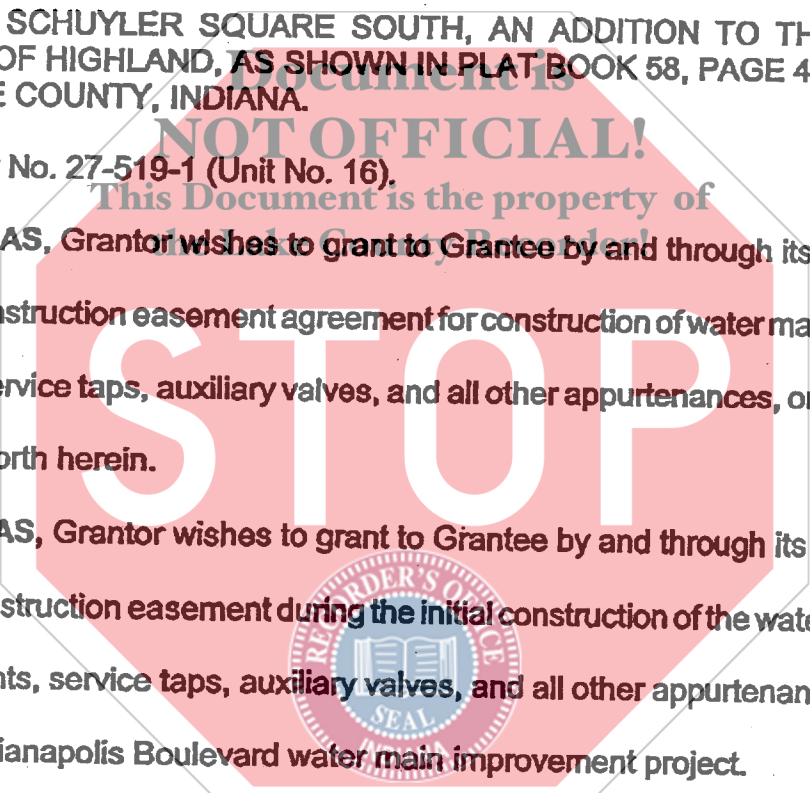 SCHUYLER SQUARE SOUTH, AN ADDITION TO TH
OF HIGHLAND, AS SHOWN IN PLAT BOOK 58, PAGE 4
E COUNTY, INDIANA.
Document is
NOT OFFICIAL!
No. 27-519-1 (Unit No. 16).
This Document is the property of
the Lake County Recorder!
AS, Grantor wishes to grant to Grantee by and through its
nstruction easement agreement for construction of water ma
ervice taps, auxiliary valves, and all other appurtenances, or
STOP
orth herein.
AS, Grantor wishes to grant to Grantee by and through its
struction easement during the initial construction of the wate
nts, service taps, auxiliary valves, and all other appurtenan
ianapolis Boulevard water main improvement project.
RECORDER'S OFFICE
SEAL
INDIANA